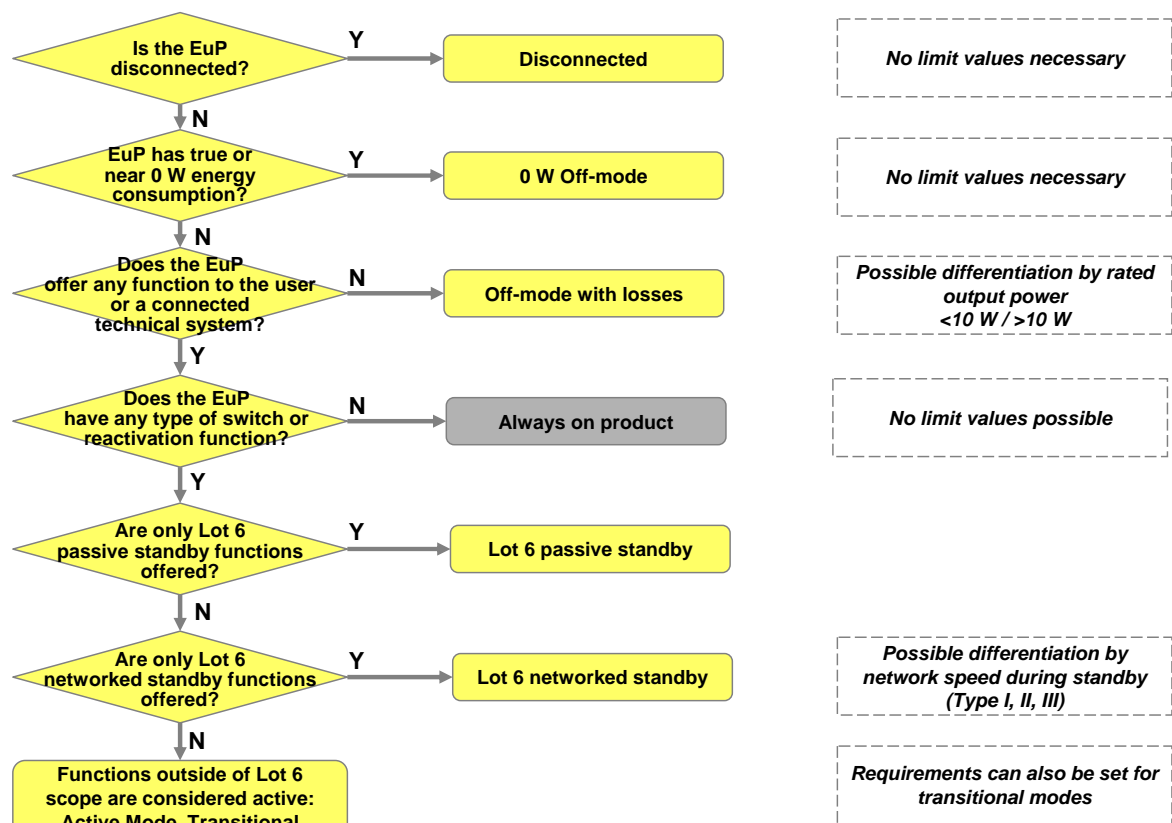 Is the EuP
disconnected?
Y
Disconnected
No limit values necessary
N
EuP has true or
near 0 W energy
consumption?
Y
0 W Off-mode
No limit values necessary
N
Does the EuP
offer any function to the user
or a connected
technical system?
N
Off-mode with losses
Possible differentiation by rated
output power
<10 W / >10 W
Y
Does the EuP
have any type of switch or
reactivation function?
N
Always on product
No limit values possible
Y
Are only Lot 6
passive standby functions
offered?
Y
Lot 6 passive standby
N
Are only Lot 6
networked standby functions
offered?
Y
Lot 6 networked standby
Possible differentiation by
network speed during standby
(Type I, II, III)
N
Functions outside of Lot 6
scope are considered active:
Active Mode, Transitional
Requirements can also be set for
transitional modes